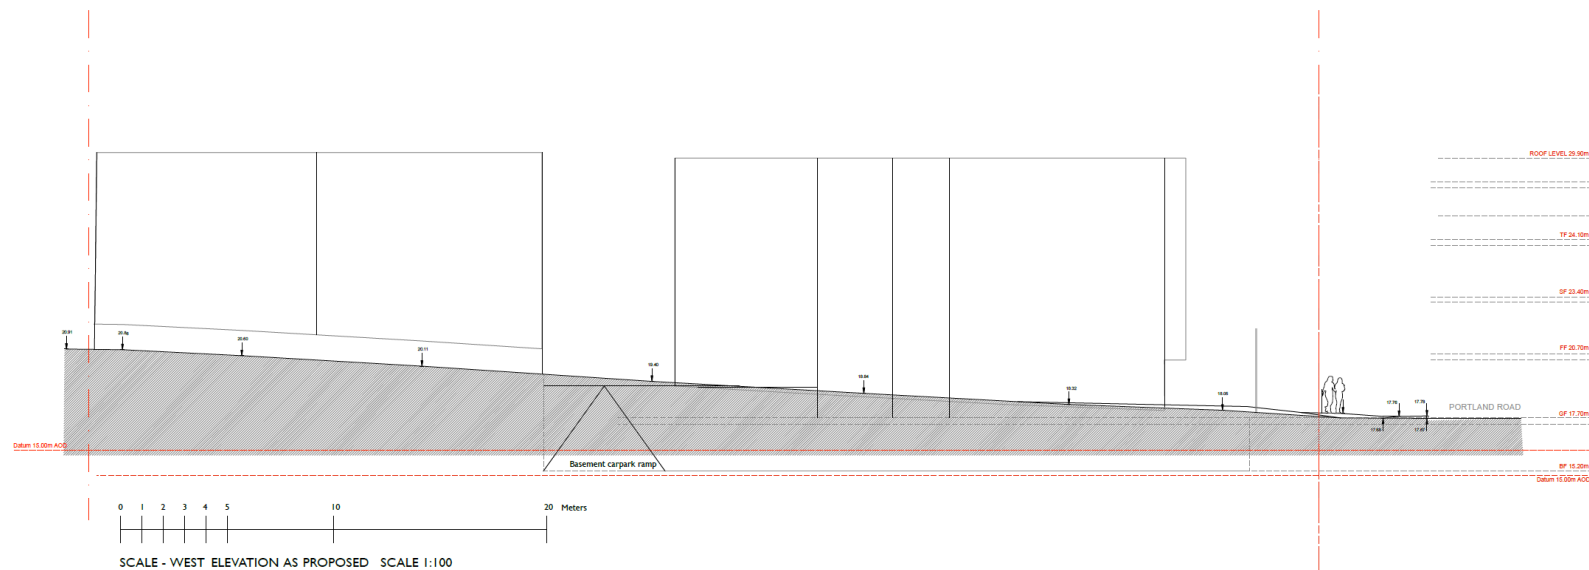 ROOF LEVEL 29.90m
TF 24.10m
SF 23.40m
FF 20.70m
20.91
20.60
20.11
19.40
18.64
18.32
18.08
17.76
17.79
PORTLAND ROAD
GF 17.70m
Datum 15.00m AOD
Basement carpark ramp
BF 15.20m
Datum 15.00m AOD
0 1 2 3 4 5 10 20 Meters
SCALE - WEST ELEVATION AS PROPOSED SCALE 1:100